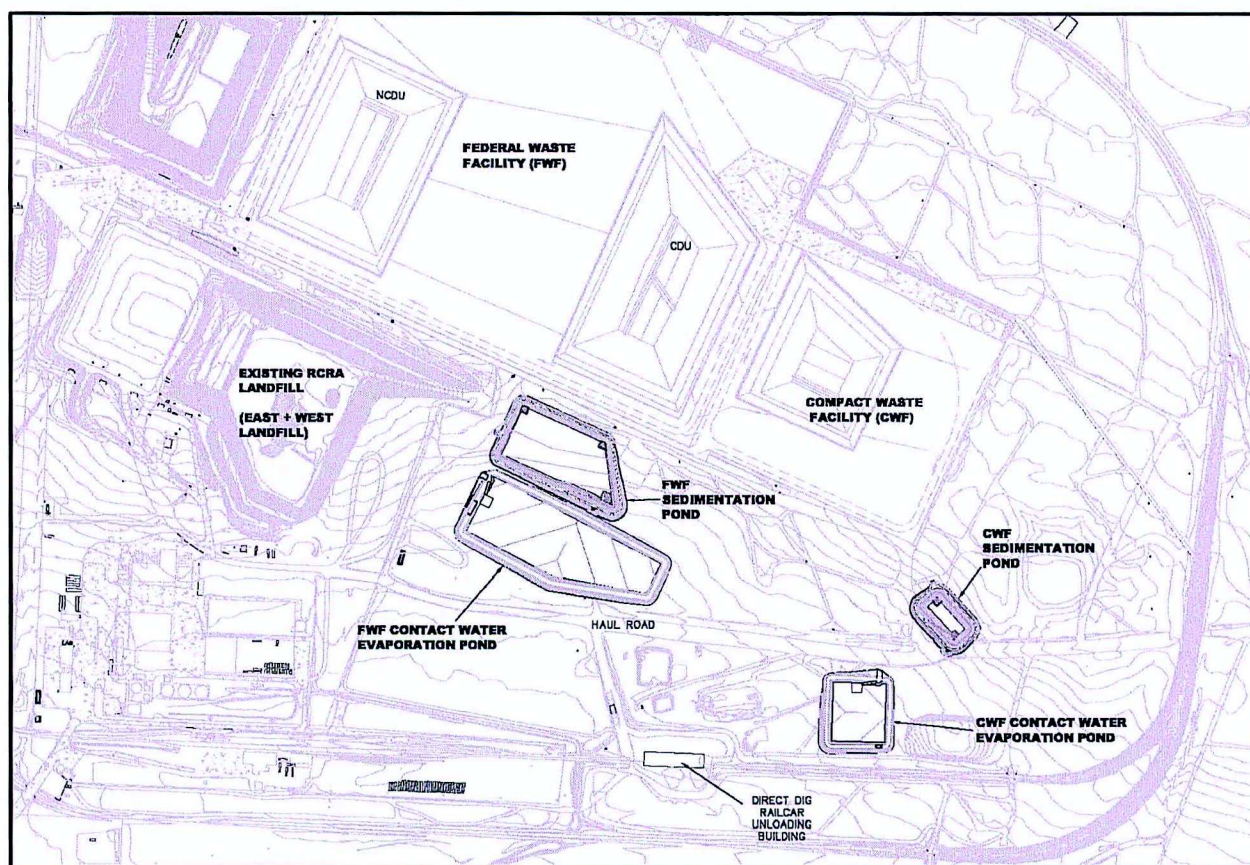 NCDU
FEDERAL WASTE
FACILITY (FWF)
CDU
EXISTING RCRA
LANDFILL
(EAST + WEST
LANDFILL)
COMPACT WASTE
FACILITY (CWF)
FWF
SEDIMENTATION
POND
CWF
SEDIMENTATION
POND
FWF CONTACT WATER
EVAPORATION POND
HAUL ROAD
LAB
CWF CONTACT WATER
EVAPORATION POND
DIRECT DIG
RAILCAR
UNLOADING
BUILDING